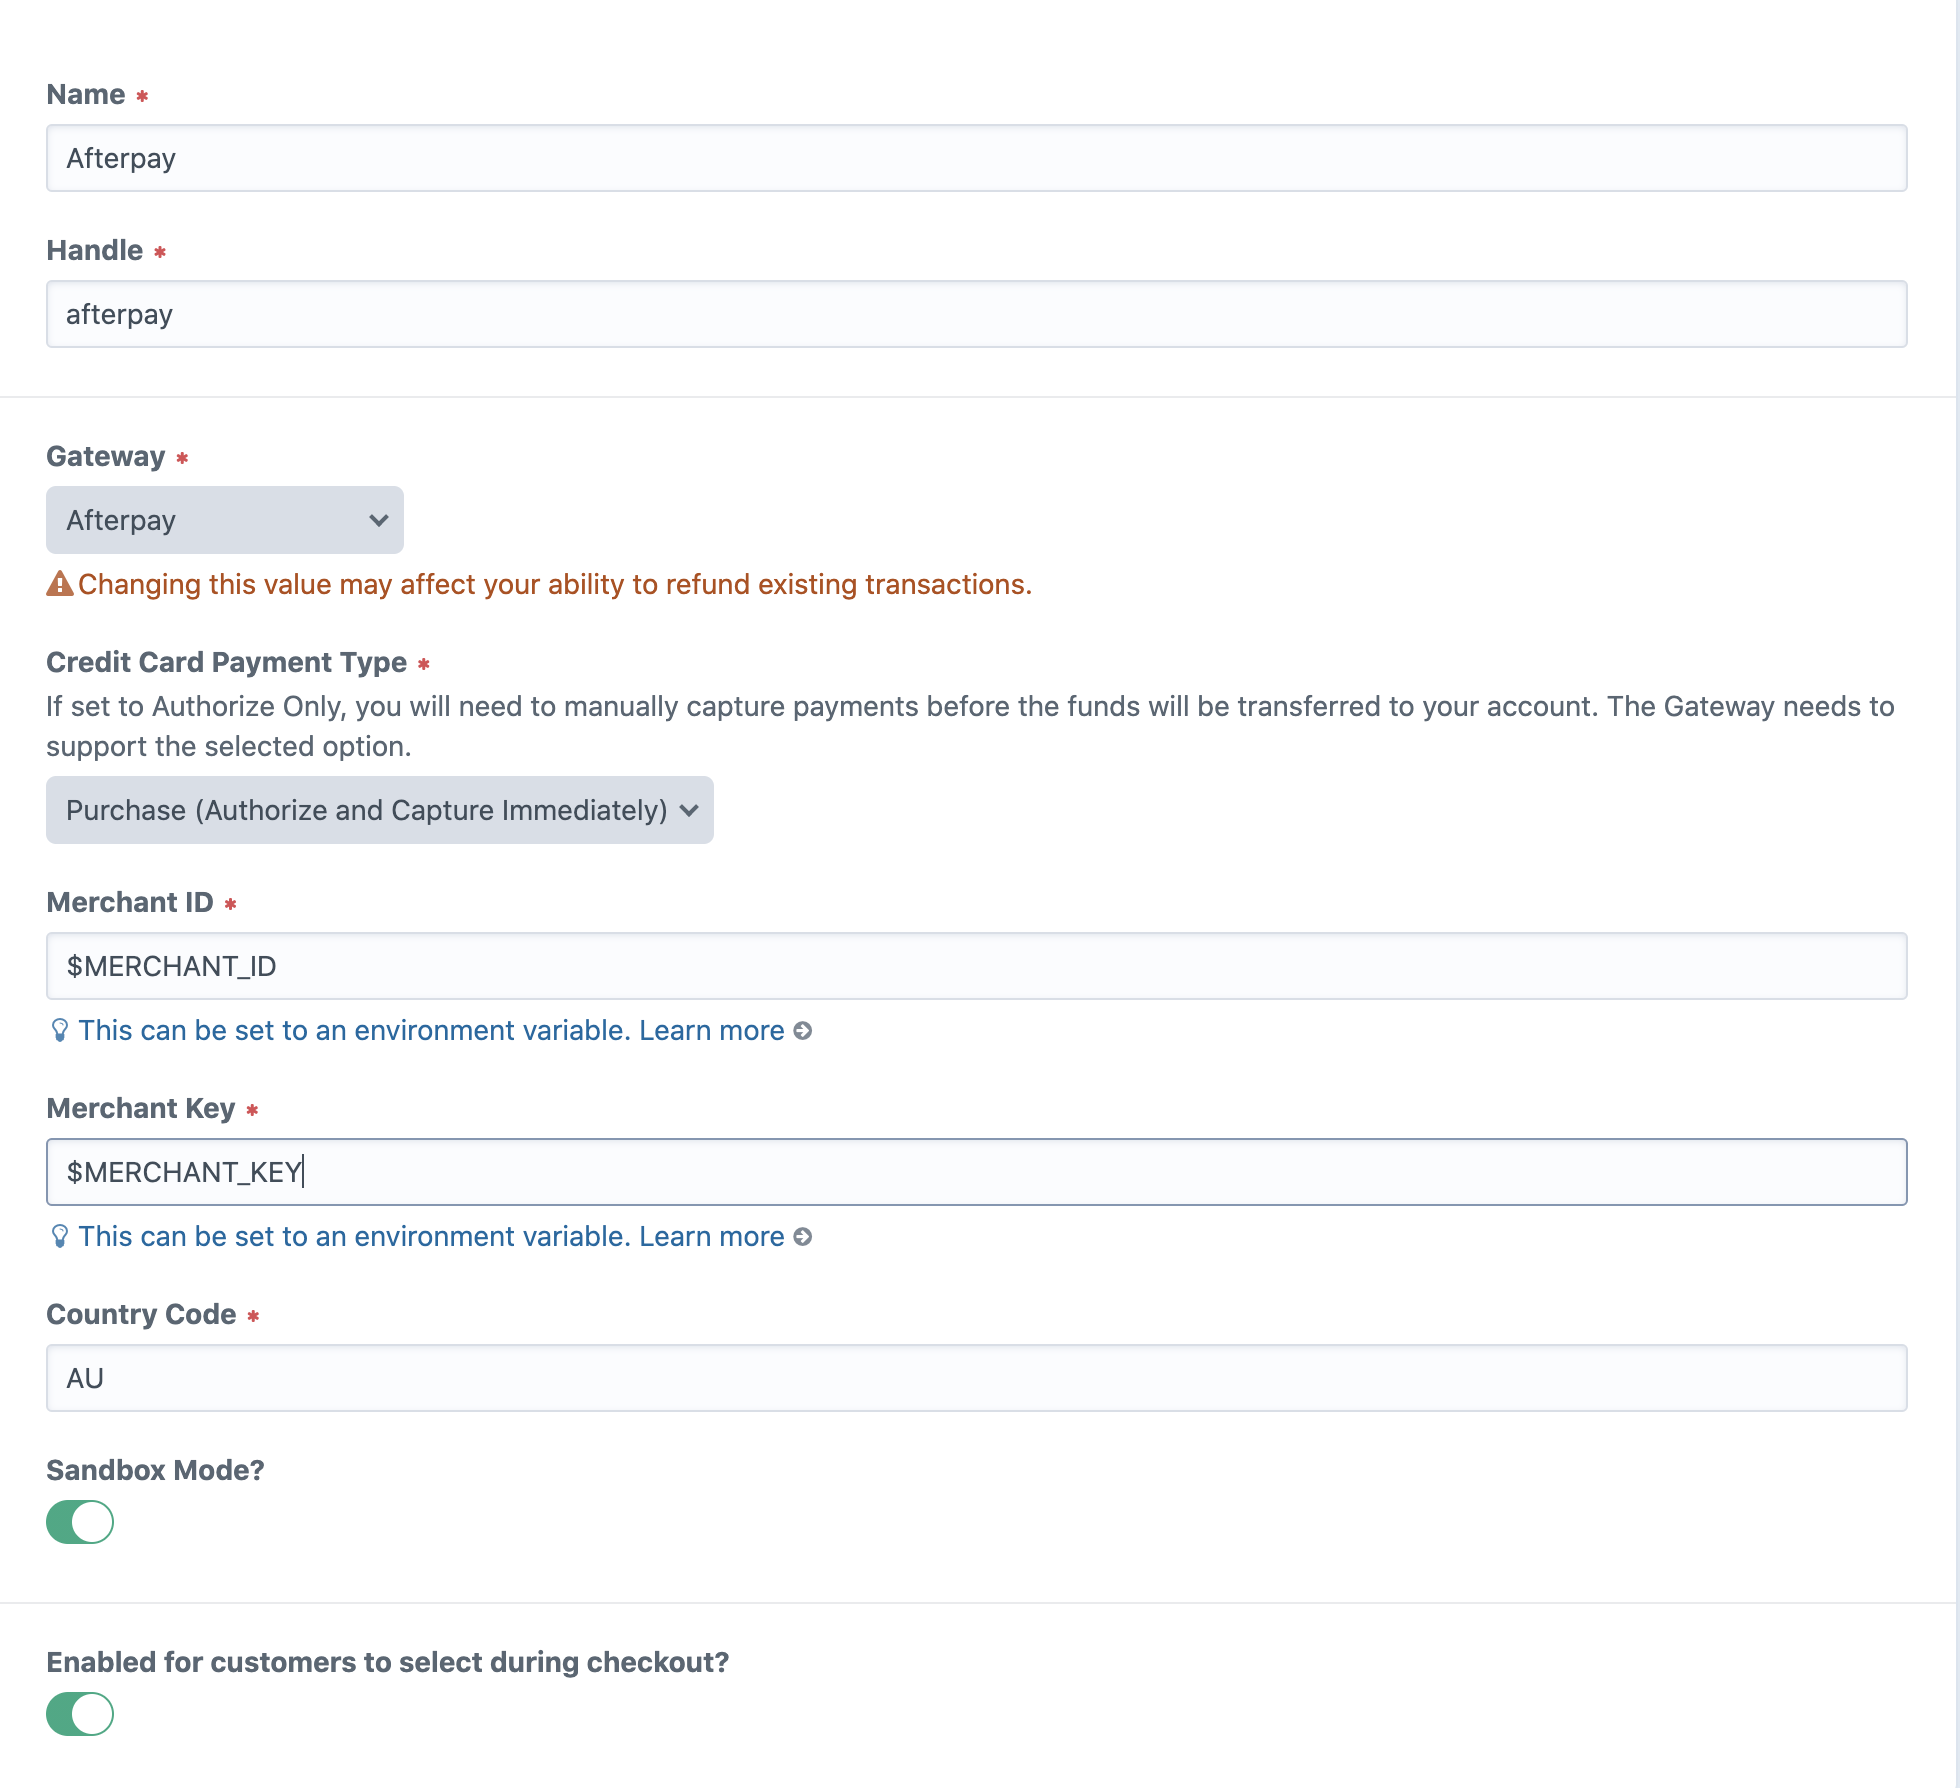 Name *
Afterpay
Handle *
afterpay
Gateway *
Afterpay
Changing this value may affect your ability to refund existing transactions.
Credit Card Payment Type *
If set to Authorize Only, you will need to manually capture payments before the funds will be transferred to your account. The Gateway needs to
support the selected option.
Purchase (Authorize and Capture Immediately)
Merchant ID *
$MERCHANT_ID
This can be set to an environment variable. Learn more
Merchant Key *
$MERCHANT_KEY
This can be set to an environment variable. Learn more
Country Code *
AU
Sandbox Mode?
Enabled for customers to select during checkout?